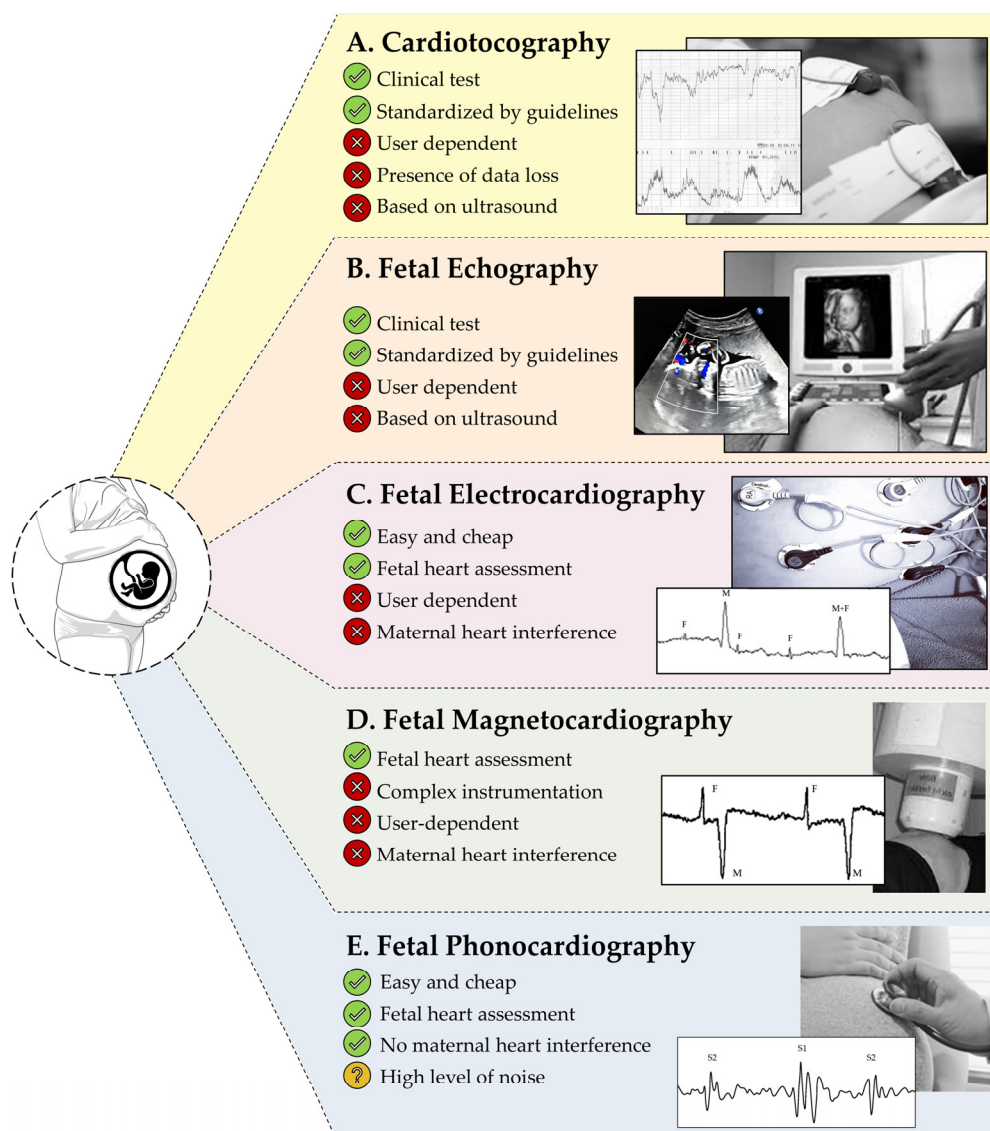 A. Cardiotocography
Clinical test
Standardized by guidelines
User dependent
Presence of data loss
Based on ultrasound
B. Fetal Echography
Clinical test
Standardized by guidelines
User dependent
Based on ultrasound
C. Fetal Electrocardiography
Easy and cheap
Fetal heart assessment
User dependent
Maternal heart interference
RA
F
M
F
F
M+F
D. Fetal Magnetocardiography
Fetal heart assessment
Complex instrumentation
User-dependent
Maternal heart interference
F
F
M
M
E. Fetal Phonocardiography
Easy and cheap
Fetal heart assessment
No maternal heart interference
? High level of noise
S2
S1
S2